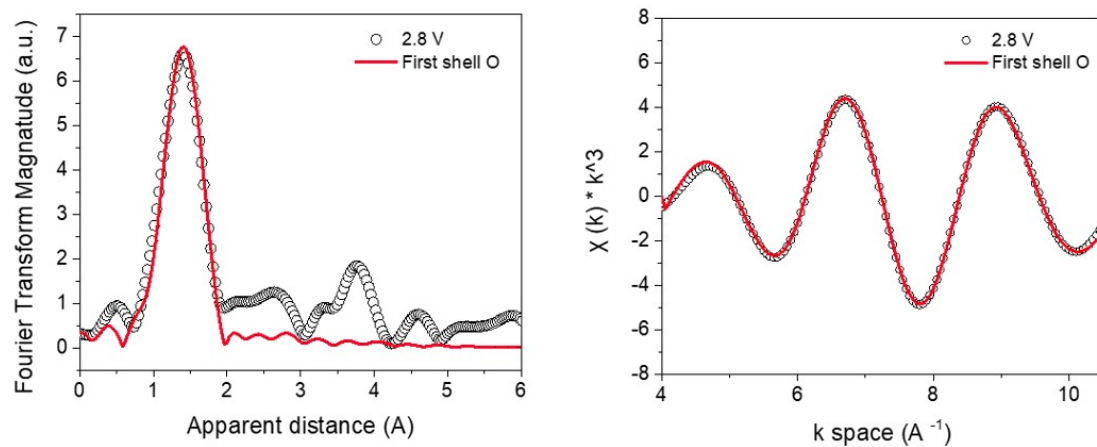 Fourier Transform Magnatude (a.u.)
7
6
5
4
3
2
1
0
2.8 V
First shell O
0 1 2 3 4 5 6
Apparent distance (A)
χ (k) * k^3
8
6
4
2
0
-2
-4
-6
-8
2.8 V
First shell O
4 6 8 10
k space (A ⁻¹)